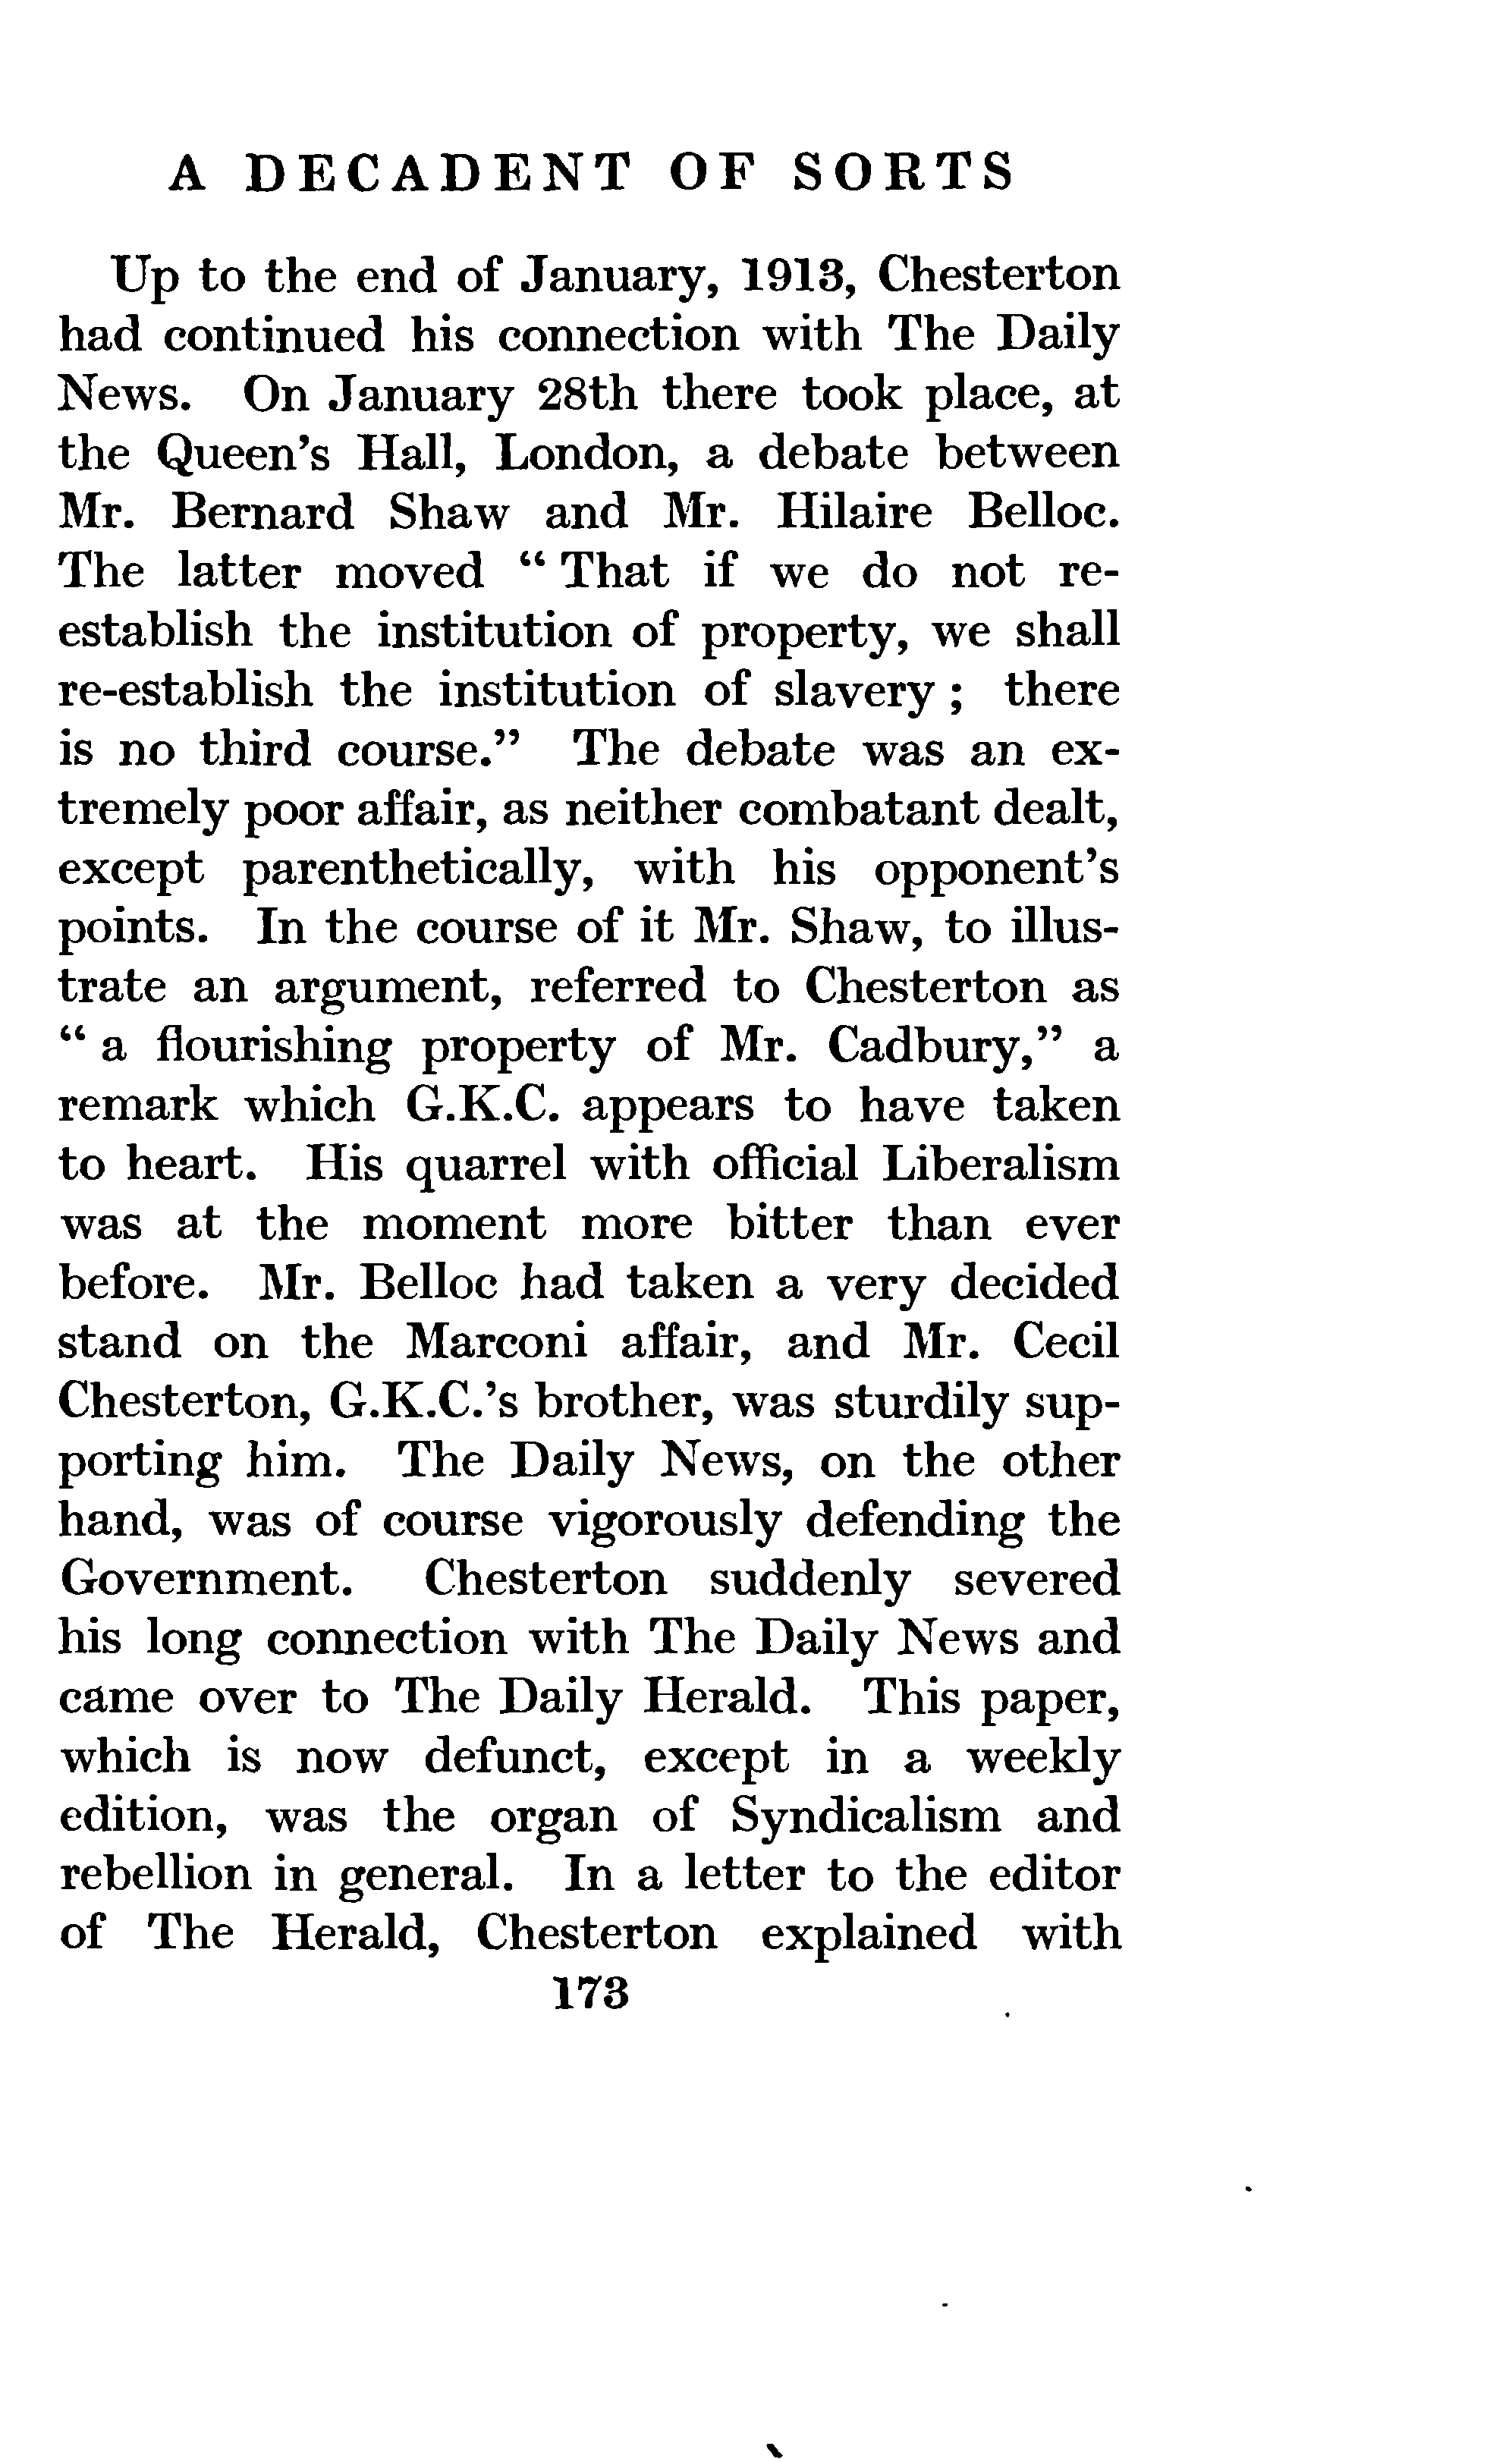 A DECADENT OF SORTS
Up to the end of January, 1913, Chesterton
had continued his connection with The Daily
News. On January 28th there took place, at
the Queen's Hall, London, a debate between
Mr. Bernard Shaw and Mr. Hilaire Belloc.
The latter moved “ That if we do not re-
establish the institution of property, we shall
re-establish the institution of slavery ; there
is no third course.” The debate was an ex-
tremely poor affair, as neither combatant dealt,
except parenthetically, with his opponent's
points. In the course of it Mr. Shaw, to illus-
trate an argument, referred to Chesterton as
“ a flourishing property of Mr. Cadbury,” a
remark which G.K.C. appears to have taken
to heart. His quarrel with official Liberalism
was at the moment more bitter than ever
before. Mr. Belloc had taken a very decided
stand on the Marconi affair, and Mr. Cecil
Chesterton, G.K.C.'s brother, was sturdily sup-
porting him. The Daily News, on the other
hand, was of course vigorously defending the
Government. Chesterton suddenly severed
his long connection with The Daily News and
came over to The Daily Herald. This paper,
which is now defunct, except in a weekly
edition, was the organ of Syndicalism and
rebellion in general. In a letter to the editor
of The Herald, Chesterton explained with
173